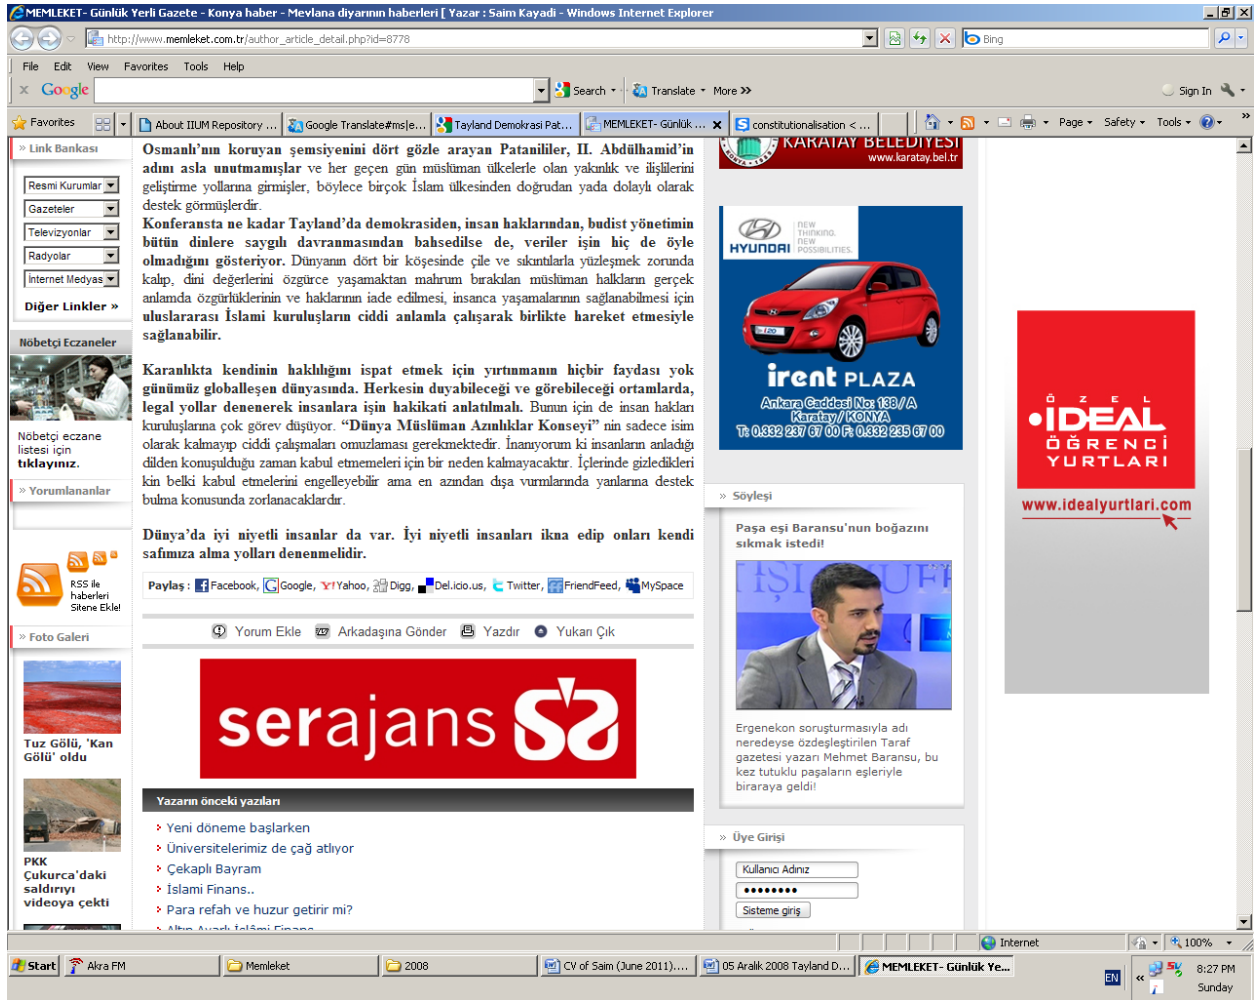 MEMLEKET- Günlük Yerli Gazete - Konya haber - Mevlana diyarının haberleri [ Yazar : Saim Kayadi - Windows Internet Explorer
http://www.memleket.com.tr/author_article_detail.php?id=8778
Bing
File Edit View Favorites Tools Help
x Google
Search Translate More »
Sign In
Favorites
About IIUM Repository ...
Google Translate#ms|e...
Tayland Demokrasi Pat...
MEMLEKET- Günlük ...
constitutionalisation < ...
Page Safety Tools
» Link Bankası
Resmi Kurumlar
Gazeteler
Televizyonlar
Radyolar
İnternet Medyas
Diğer Linkler »
Nöbetçi Eczaneler
Nöbetçi eczane
listesi için
tıklayınız.
» Yorumlananlar
RSS ile
haberleri
Sitene Ekle!
» Foto Galeri
Tuz Gölü, 'Kan
Gölü' oldu
PKK
Çukurca'daki
saldırıyı
videoya çekti
Osmanlı’nın koruyan şemsiyenini dört gözle arayan Patanililer, II. Abdülhamid’in
adını asla unutmamışlar ve her geçen gün müslüman ülkelerle olan yakınlık ve ilişlilerini
geliştirme yollarına girmişler, böylece birçok İslam ülkesinden doğrudan yada dolaylı olarak
destek görmüşlerdir.
Konferansta ne kadar Tayland’da demokrasiden, insan haklarından, budist yönetimin
bütün dinlere saygılı davranmasından bahsedilse de, veriler işin hiç de öyle
olmadığını gösteriyor. Dünyanın dört bir köşesinde çile ve sıkıntılarla yüzleşmek zorunda
kalıp, dini değerlerini özgürce yaşamaktan mahrum bırakılan müslüman halkların gerçek
anlamda özgürlüklerinin ve haklarının iade edilmesi, insanca yaşamalarının sağlanabilmesi için
uluslararası İslami kuruluşların ciddi anlamla çalışarak birlikte hareket etmesiyle
sağlanabilir.
Karanlıkta kendinin haklılığını ispat etmek için yırtınmanın hiçbir faydası yok
günümüz globalleşen dünyasında. Herkesin duyabileceği ve görebileceği ortamlarda,
legal yollar denenerek insanlara işin hakikati anlatılmalı. Bunun için de insan hakları
kuruluşlarına çok görev düşüyor. “Dünya Müslüman Azınlıklar Konseyi” nin sadece isim
olarak kalmayıp ciddi çalışmaları omuzlaması gerekmektedir. İnanıyorum ki insanların anladığı
dilden konuşulduğu zaman kabul etmemeleri için bir neden kalmayacaktır. İçlerinde gizledikleri
kin belki kabul etmelerini engelleyebilir ama en azından dışa vurmlarında yanlarına destek
bulma konusunda zorlanacaklardır.
Dünya’da iyi niyetli insanlar da var. İyi niyetli insanları ikna edip onları kendi
safımıza alma yolları denenmelidir.
Paylaş : Facebook, Google, Yahoo, Digg, Del.icio.us, Twitter, FriendFeed, MySpace
Yorum Ekle Arkadaşına Gönder Yazdır Yukarı Çık
serajans
Yazarın önceki yazıları
Yeni döneme başlarken
Üniversitelerimiz de çağ atlıyor
Çekaplı Bayram
İslami Finans..
Para refah ve huzur getirir mi?
Altın Ayarlı İslâmi Finans
KARATAY BELEDİYESİ
www.karatay.bel.tr
HYUNDAI
NEW
THINKING.
NEW
POSSIBILITIES.
i20
irent PLAZA
Ankara Caddesi No: 138/A
Karatay/KONYA
T: 0.332 237 67 00 F: 0.332 235 67 00
» Söyleşi
Paşa eşi Baransu'nun boğazını
sıkmak istedi!
Ergenekon soruşturmasıyla adı
neredeyse özdeşleştirilen Taraf
gazetesi yazarı Mehmet Baransu, bu
kez tutuklu paşaların eşleriyle
biraraya geldi!
» Üye Girişi
Kullanıcı Adınız
Sisteme giriş
ÖZEL
İDEAL
ÖĞRENCİ
YURTLARI
www.idealyurtlari.com
Internet
100%
Start
Akra FM
Memleket
2008
CV of Saim (June 2011)....
05 Aralık 2008 Tayland D...
MEMLEKET- Günlük Ye...
EN
8:27 PM
Sunday